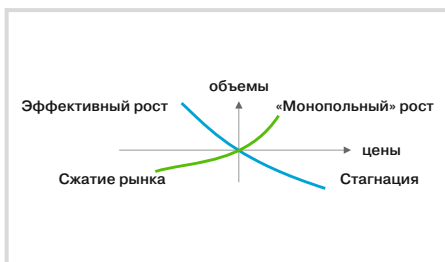 объемы
Эффективный рост
«Монопольный» рост
цены
Сжатие рынка
Стагнация